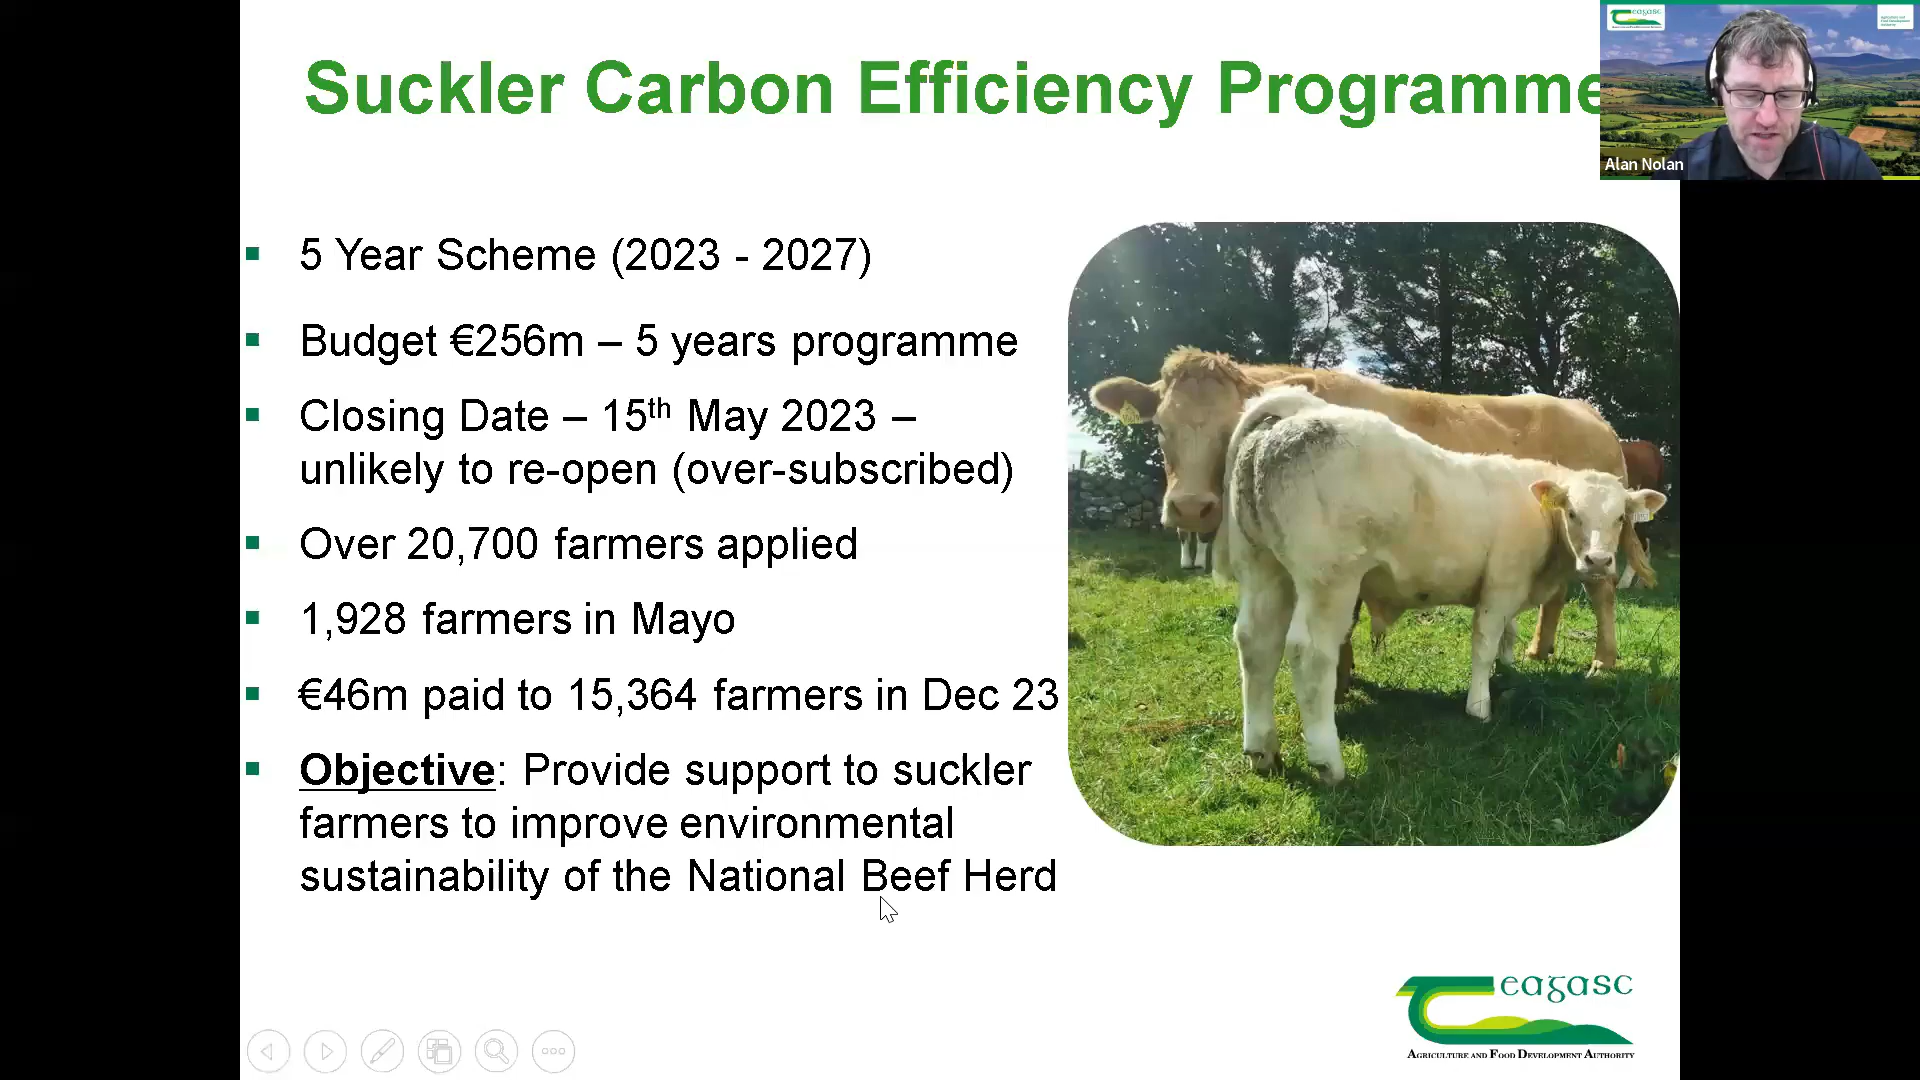 Suckler Carbon Efficiency Programme
eagasc
Alan Nolan
5 Year Scheme (2023 - 2027)
Budget €256m – 5 years programme
Closing Date – 15th May 2023 –
unlikely to re-open (over-subscribed)
Over 20,700 farmers applied
1,928 farmers in Mayo
€46m paid to 15,364 farmers in Dec 23
Objective: Provide support to suckler
farmers to improve environmental
sustainability of the National Beef Herd
eagasc
Agriculture and Food Development Authority